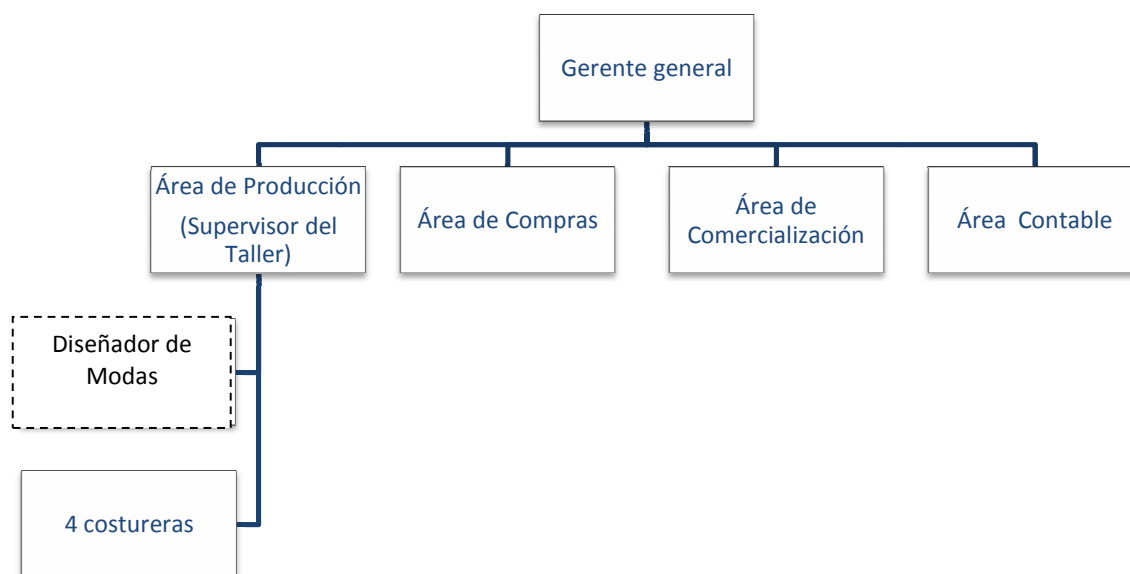 Gerente general
Área de Producción
(Supervisor del
Taller)
Área de Compras
Área de
Comercialización
Área  Contable
Diseñador de
Modas
4 costureras